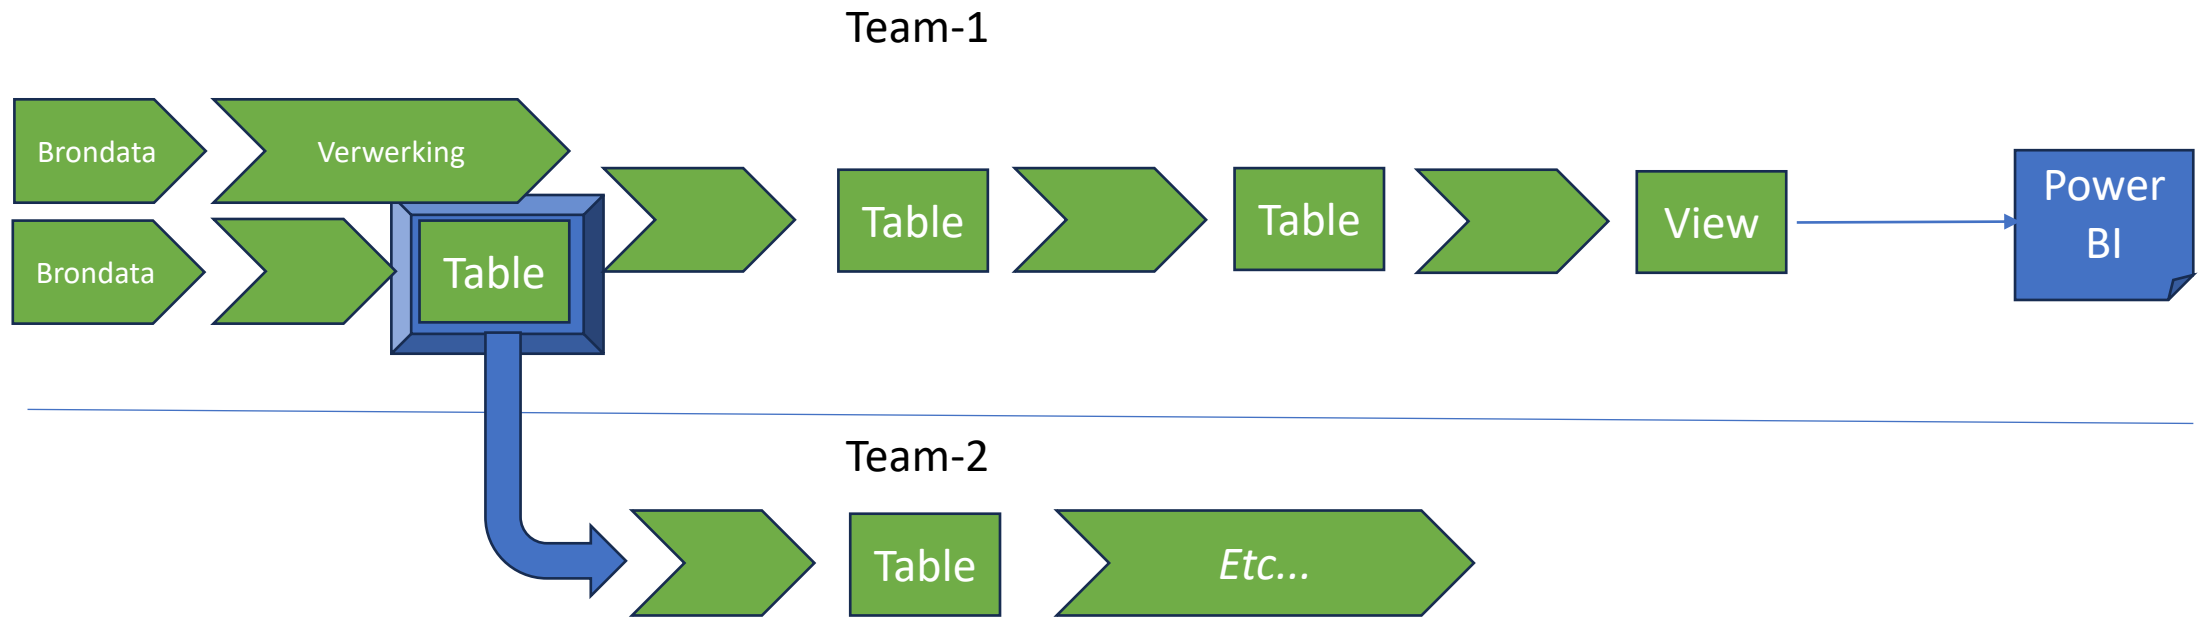 Team-1
Brondata
Verwerking
Brondata
Table
Table
Table
View
Power
BI
Team-2
Table
Etc...